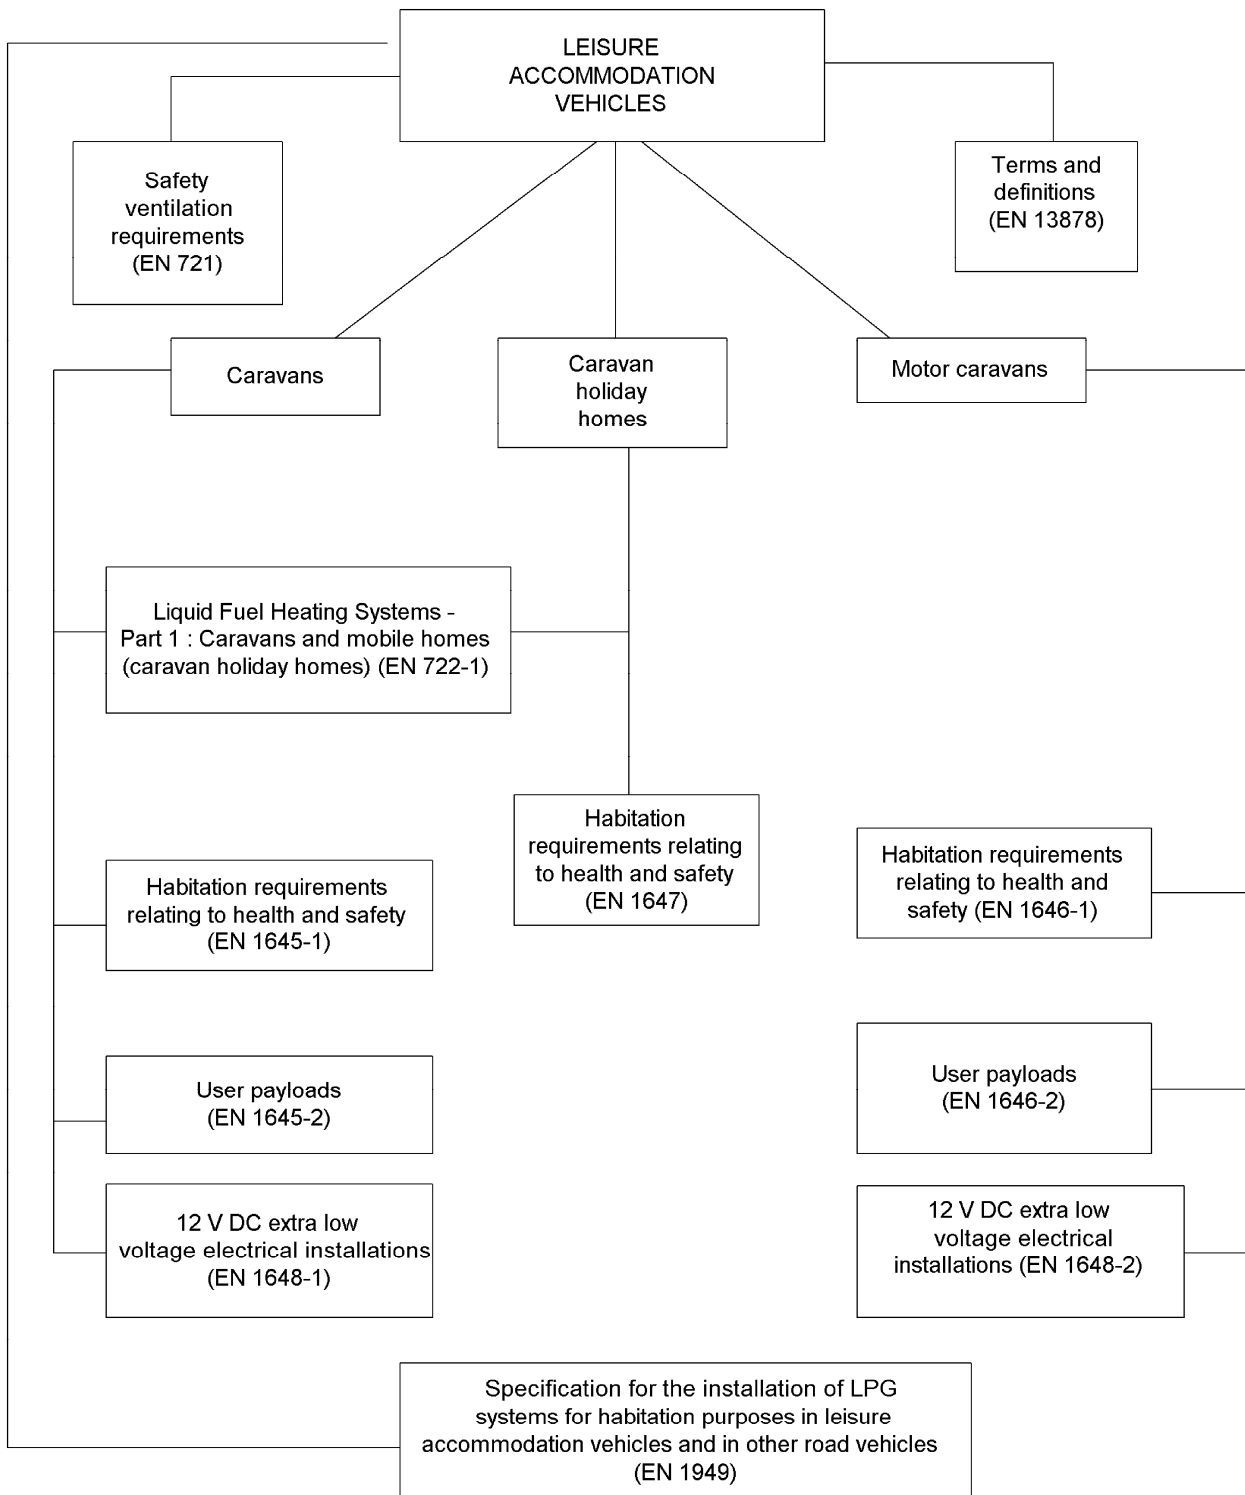 LEISURE
ACCOMMODATION
VEHICLES
Safety
ventilation
requirements
(EN 721)
Terms and
definitions
(EN 13878)
Caravans
Caravan
holiday
homes
Motor caravans
Liquid Fuel Heating Systems -
Part 1 : Caravans and mobile homes
(caravan holiday homes) (EN 722-1)
Habitation
requirements relating
to health and safety
(EN 1647)
Habitation requirements
relating to health and
safety (EN 1646-1)
Habitation requirements
relating to health and safety
(EN 1645-1)
User payloads
(EN 1645-2)
User payloads
(EN 1646-2)
12 V DC extra low
voltage electrical installations
(EN 1648-1)
12 V DC extra low
voltage electrical
installations (EN 1648-2)
Specification for the installation of LPG
systems for habitation purposes in leisure
accommodation vehicles and in other road vehicles
(EN 1949)